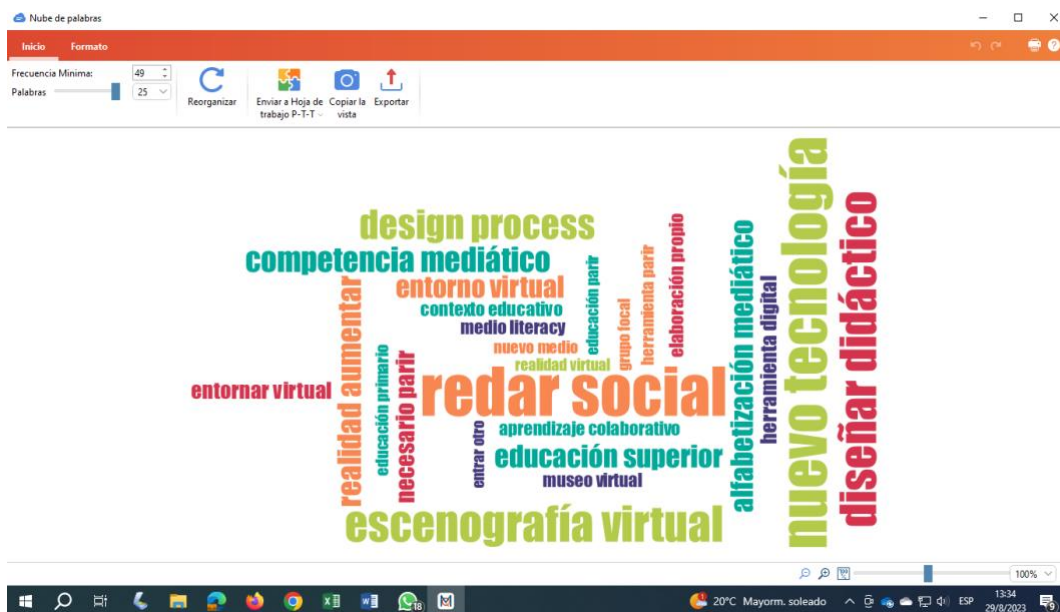 Nube de palabras
Inicio Formato
Frecuencia Minima: 49
Palabras 25
Reorganizar
Enviar a Hoja de trabajo P-T-T
Copiar la vista
Exportar
design process
competencia mediático
entorno virtual
contexto educativo
medio literacy
nuevo medio
realidad virtual
educación parir
grupo focal
herramienta parir
elaboración propio
alfabetización mediático
herramienta digital
nuevo tecnología
diseñar didáctico
entornar virtual
realidad aumentar
educación primario
necesario parir
redar social
aprendizaje colaborativo
entrar otro
educación superior
museo virtual
escenografía virtual
100%
18
20°C Mayorm. soleado
ESP
13:34
29/8/2023